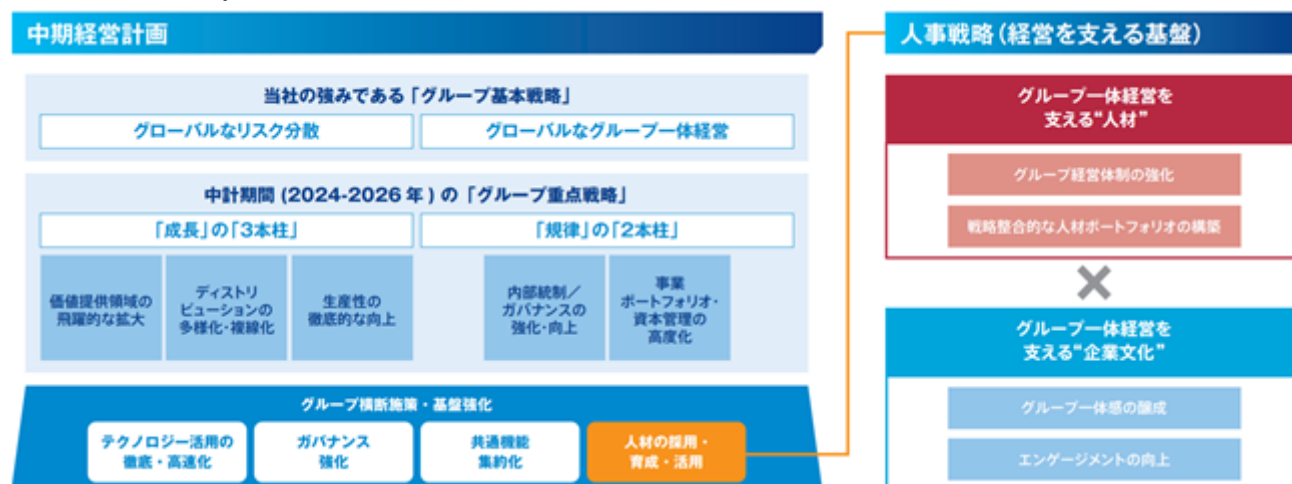 中期経営計画
当社の強みである「グループ基本戦略」
グローバルなリスク分散
グローバルなグループ一体経営
中計期間(2024-2026年)の「グループ重点戦略」
「成長」の「3本柱」
「規律」の「2本柱」
価値提供領域の
飛躍的な拡大
ディストリ
ビューションの
多様化・複線化
生産性の
徹底的な向上
内部統制／
ガバナンスの
強化・向上
事業
ポートフォリオ・
資本管理の
高度化
グループ横断施策・基盤強化
テクノロジー活用の
徹底・高速化
ガバナンス
強化
共通機能
集約化
人材の採用・
育成・活用
人事戦略(経営を支える基盤)
グループ一体経営を
支える“人材”
グループ経営体制の強化
戦略整合的な人材ポートフォリオの構築
グループ一体経営を
支える“企業文化”
グループ一体感の醸成
エンゲージメントの向上